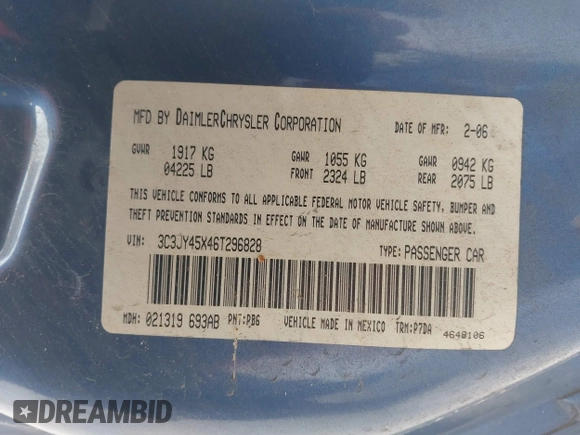 MFD BY DAIMLERCHRYSLER CORPORATION DATE OF MFR: 2-06
GVWR 1917 KG GAWR 1055 KG GAWR 0942 KG
04225 LB FRONT 2324 LB REAR 2075 LB
THIS VEHICLE CONFORMS TO ALL APPLICABLE FEDERAL MOTOR VEHICLE SAFETY, BUMPER AND
THEFT PREVENTION STANDARDS IN EFFECT ON THE DATE OF MANUFACTURE SHOWN ABOVE.
VIN: 3C3JY45X46T296828 TYPE: PASSENGER CAR
MDH: 021319 693AB PNT: PB6 VEHICLE MADE IN MEXICO TRM: P7DA
4648106
DREAMBID